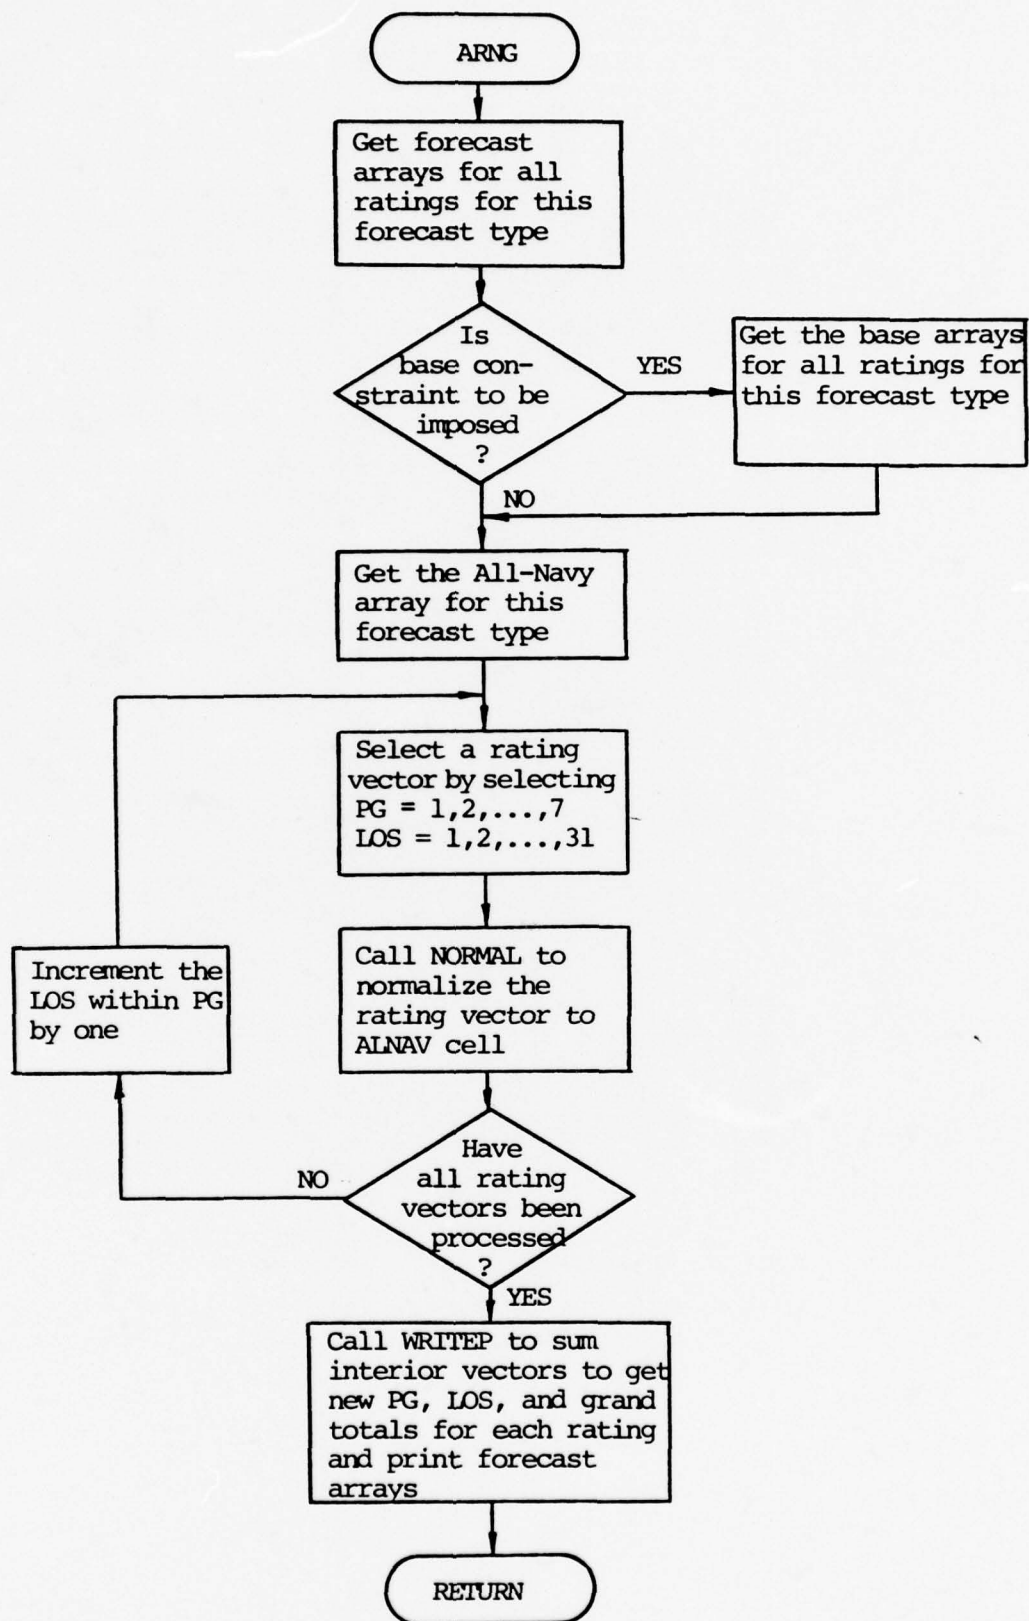 ARNG
Get forecast
arrays for all
ratings for this
forecast type
Is
base con-
straint to be
imposed
?
YES
Get the base arrays
for all ratings for
this forecast type
NO
Get the All-Navy
array for this
forecast type
Select a rating
vector by selecting
PG = 1,2,...,7
LOS = 1,2,...,31
Call NORMAL to
normalize the
rating vector to
ALNAV cell
Increment the
LOS within PG
by one
Have
all rating
vectors been
processed
?
NO
YES
Call WRITEP to sum
interior vectors to get
new PG, LOS, and grand
totals for each rating
and print forecast
arrays
RETURN